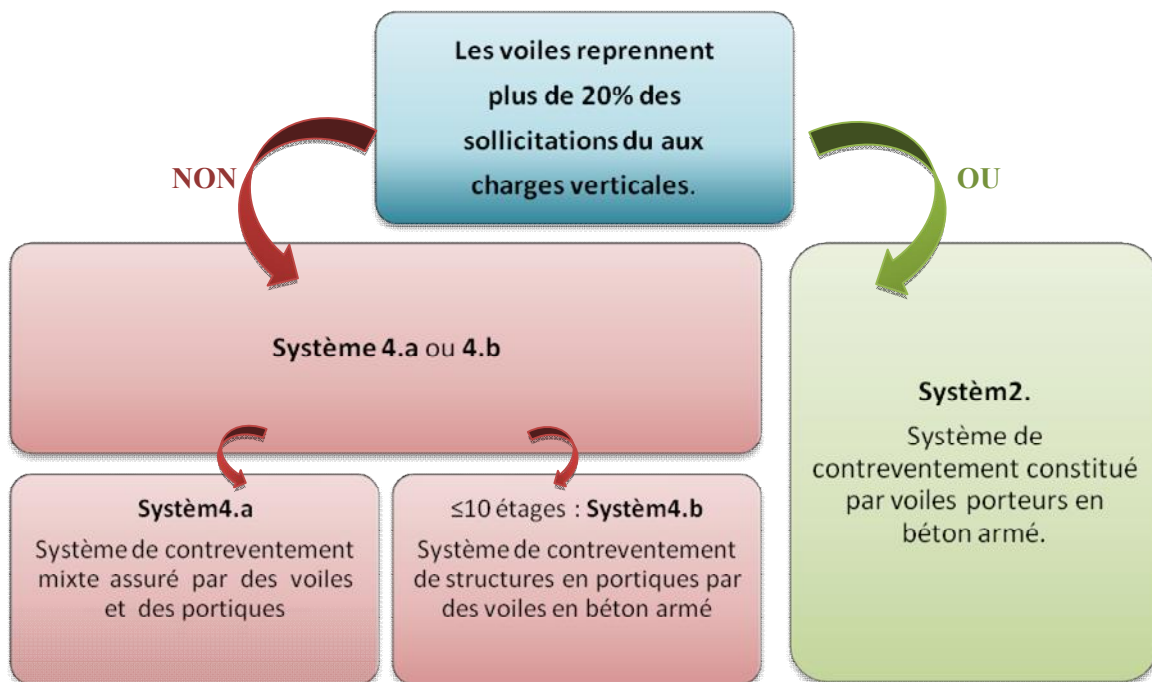 Les voiles reprennent
plus de 20% des
sollicitations du aux
charges verticales.
NON
OU
Système 4.a ou 4.b
Systèm2.
Système de
contreventement constitué
par voiles porteurs en
béton armé.
Systèm4.a
Système de contreventement
mixte assuré par des voiles
et des portiques
≤10 étages : Systèm4.b
Système de contreventement
de structures en portiques par
des voiles en béton armé